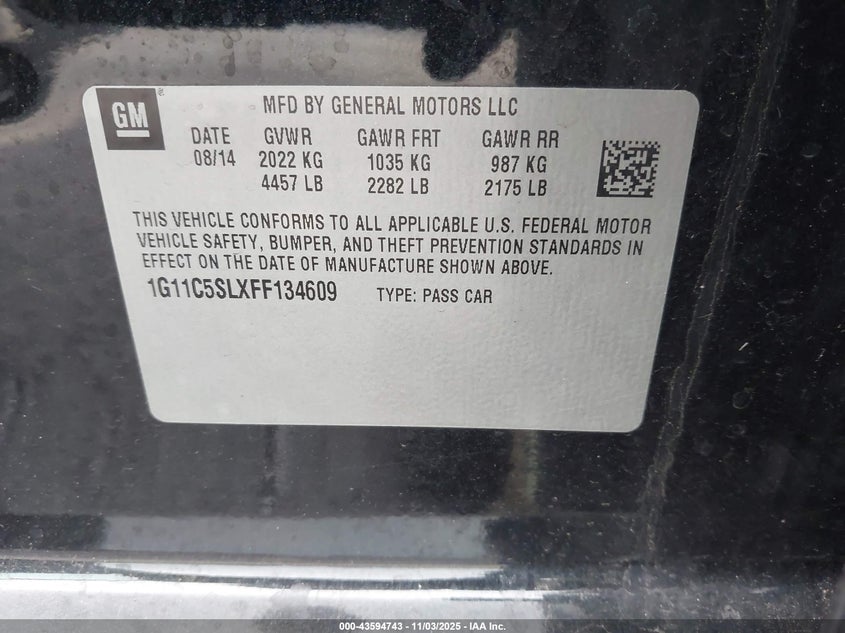 GM
MFD BY GENERAL MOTORS LLC
DATE GVWR GAWR FRT GAWR RR
08/14 2022 KG 1035 KG 987 KG
4457 LB 2282 LB 2175 LB
THIS VEHICLE CONFORMS TO ALL APPLICABLE U.S. FEDERAL MOTOR
VEHICLE SAFETY, BUMPER, AND THEFT PREVENTION STANDARDS IN
EFFECT ON THE DATE OF MANUFACTURE SHOWN ABOVE.
1G11C5SLXFF134609 TYPE: PASS CAR
000-43594743 - 11/03/2025 - IAA Inc.